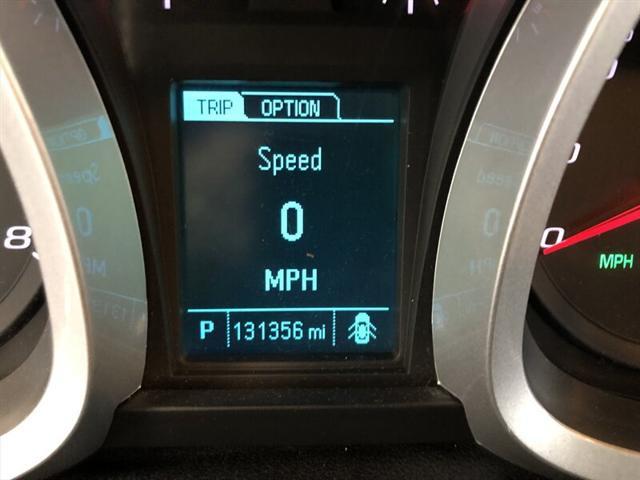 TRIP OPTION
Speed
0
MPH
P 131356 mi
8
0
MPH